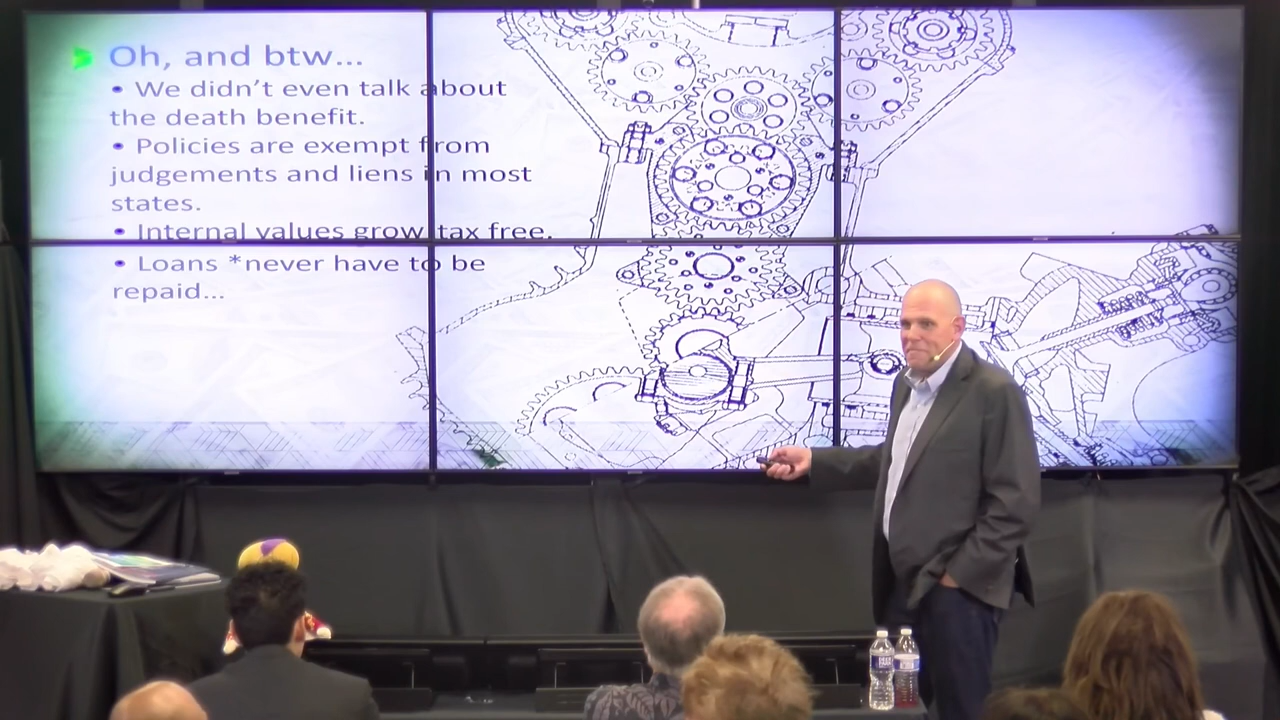 Oh, and btw...
• We didn't even talk about
the death benefit.
• Policies are exempt from
judgements and liens in most
states.
• Internal values grow tax free.
• Loans *never have to be
repaid...